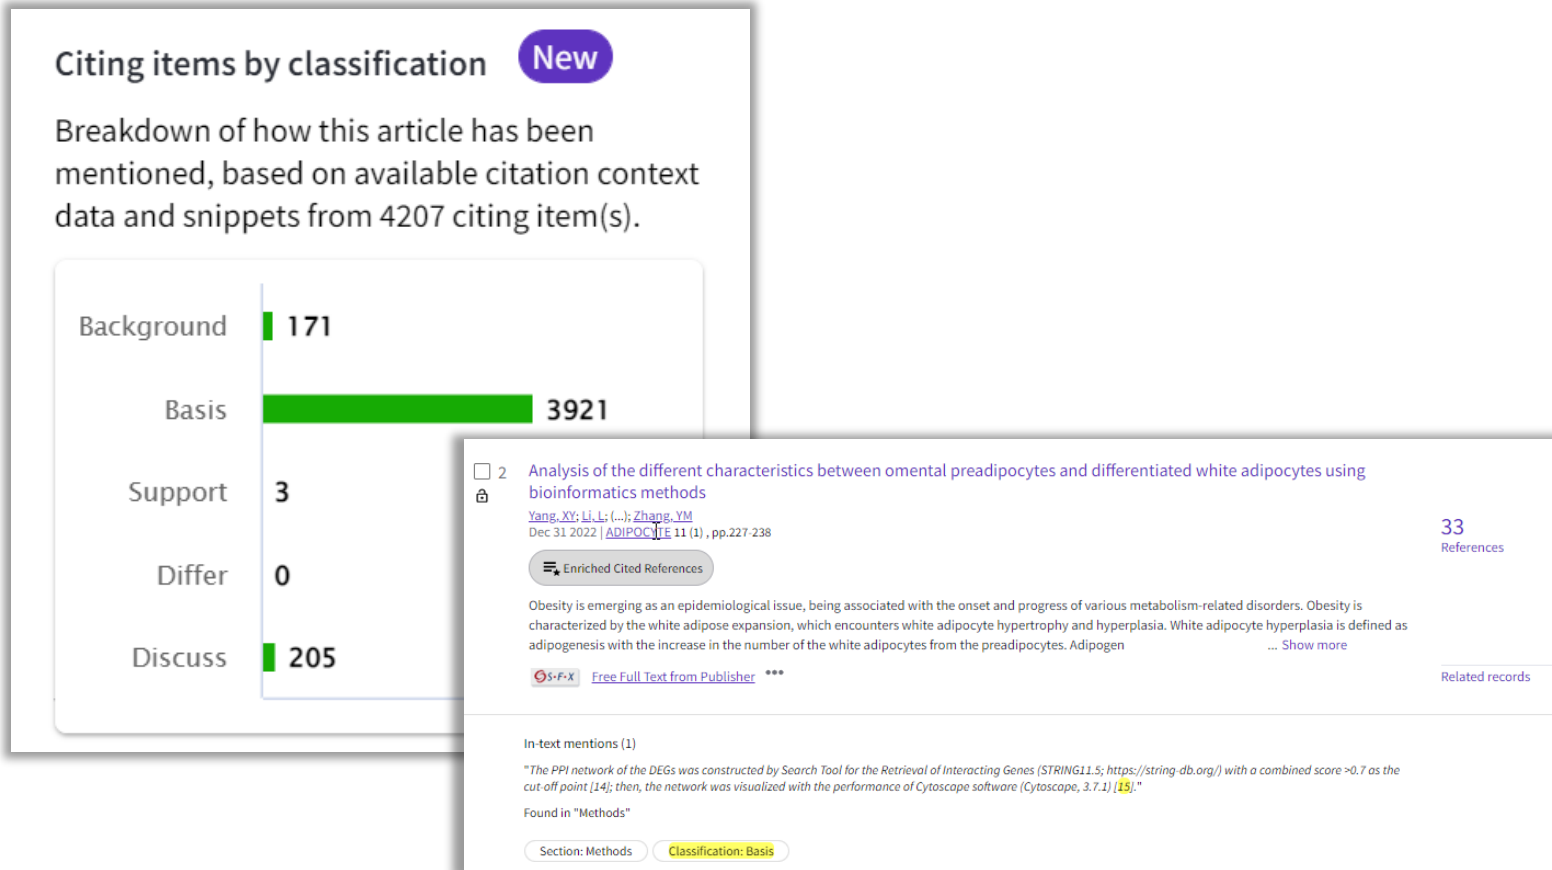 Citing items by classification New
Breakdown of how this article has been
mentioned, based on available citation context
data and snippets from 4207 citing item(s).
Background 171
Basis 3921
Support 3
Differ 0
Discuss 205
2 Analysis of the different characteristics between omental preadipocytes and differentiated white adipocytes using
bioinformatics methods
Yang, XY; Li, L; (...); Zhang, YM
Dec 31 2022 | ADIPOCYTE 11 (1) , pp.227-238
33
References
Enriched Cited References
Obesity is emerging as an epidemiological issue, being associated with the onset and progress of various metabolism-related disorders. Obesity is
characterized by the white adipose expansion, which encounters white adipocyte hypertrophy and hyperplasia. White adipocyte hyperplasia is defined as
adipogenesis with the increase in the number of the white adipocytes from the preadipocytes. Adipogen ... Show more
S·F·X Free Full Text from Publisher •••
Related records
In-text mentions (1)
"The PPI network of the DEGs was constructed by Search Tool for the Retrieval of Interacting Genes (STRING11.5; https://string-db.org/) with a combined score >0.7 as the
cut-off point [14]; then, the network was visualized with the performance of Cytoscape software (Cytoscape, 3.7.1) [15]."
Found in "Methods"
Section: Methods Classification: Basis